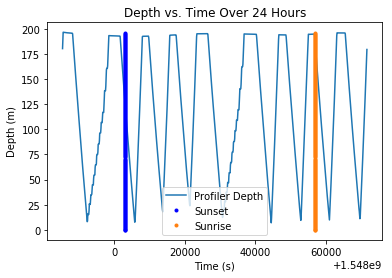 Depth vs. Time Over 24 Hours
Depth (m)
200
175
150
125
100
75
50
25
0
Profiler Depth
Sunset
Sunrise
0
20000
40000
60000
+1.548e9
Time (s)